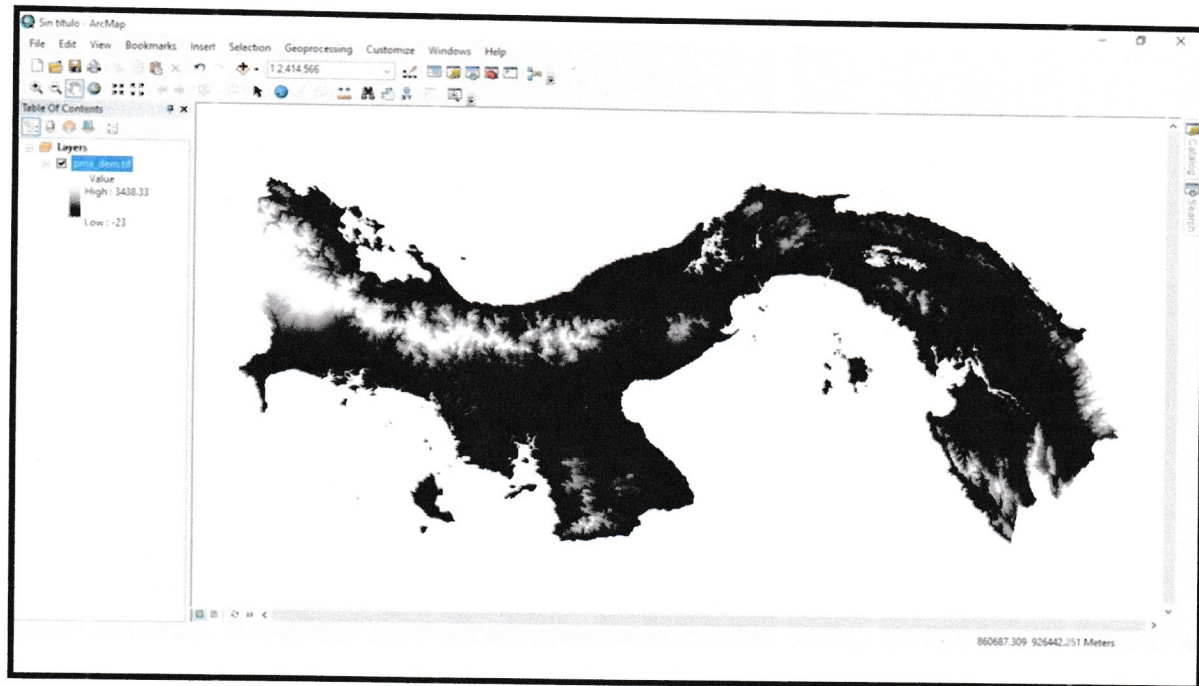 Sin título - ArcMap
File Edit View Bookmarks Insert Selection Geoprocessing Customize Windows Help
1:2.414.566
Table Of Contents
Layers
pma_dem.tif
Value
High : 3438.33
Low : -23
Catalog
Search
860687.309 926442.251 Meters